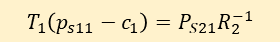 T₁(pₛ₁₁ − c₁) = Pₛ₂₁R₂⁻¹